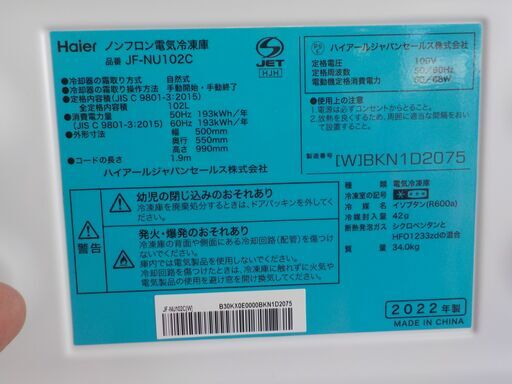 Haier ノンフロン電気冷凍庫
品番 JF-NU102C
S JET
HJH
●冷却器の霜取り方式 自然式
●冷却器の霜取り操作方式 手動開始・手動終了
●定格内容積(JIS C 9801-3:2015)
全定格内容積 102L
●消費電力量 50Hz 193kWh/年
(JIS C 9801-3:2015) 60Hz 193kWh/年
●外形寸法 幅 500mm
奥行 550mm
高さ 990mm
●コードの長さ 1.9m
ハイアールジャパンセールス株式会社
PS E ハイアールジャパンセールス株式会社
定格電圧 100V
定格周波数 50/60Hz
電動機定格消費電力 68/68W
●使用上のご注意
1.電源は必ずコンセントからとること。
2.放熱を良くするため、周囲に適当な間隔をおいて設置すること。
製造番号 [W]BKN1D2075
警告
幼児の閉じ込めのおそれあり
冷凍庫を廃棄処分するときは、ドアパッキンを外してください。
発火・爆発のおそれあり
冷凍庫の背面や側面にある冷却回路(配管)を傷つけないでください。
庫内では電気製品を使用しないでください。
冷却回路を傷つけたときは、冷凍庫に触れずに火気や電気製品の使用を避け窓を開け換気してください。
種類 電気冷凍庫
冷凍室の記号
冷媒 イソブタン(R600a)
冷媒封入量 42g
断熱発泡ガス シクロペンタンとHFO1233zdの混合
質量 34.0kg
JF-NU102C(W) B30KX0E0000BKN1D2075
2022年製
MADE IN CHINA